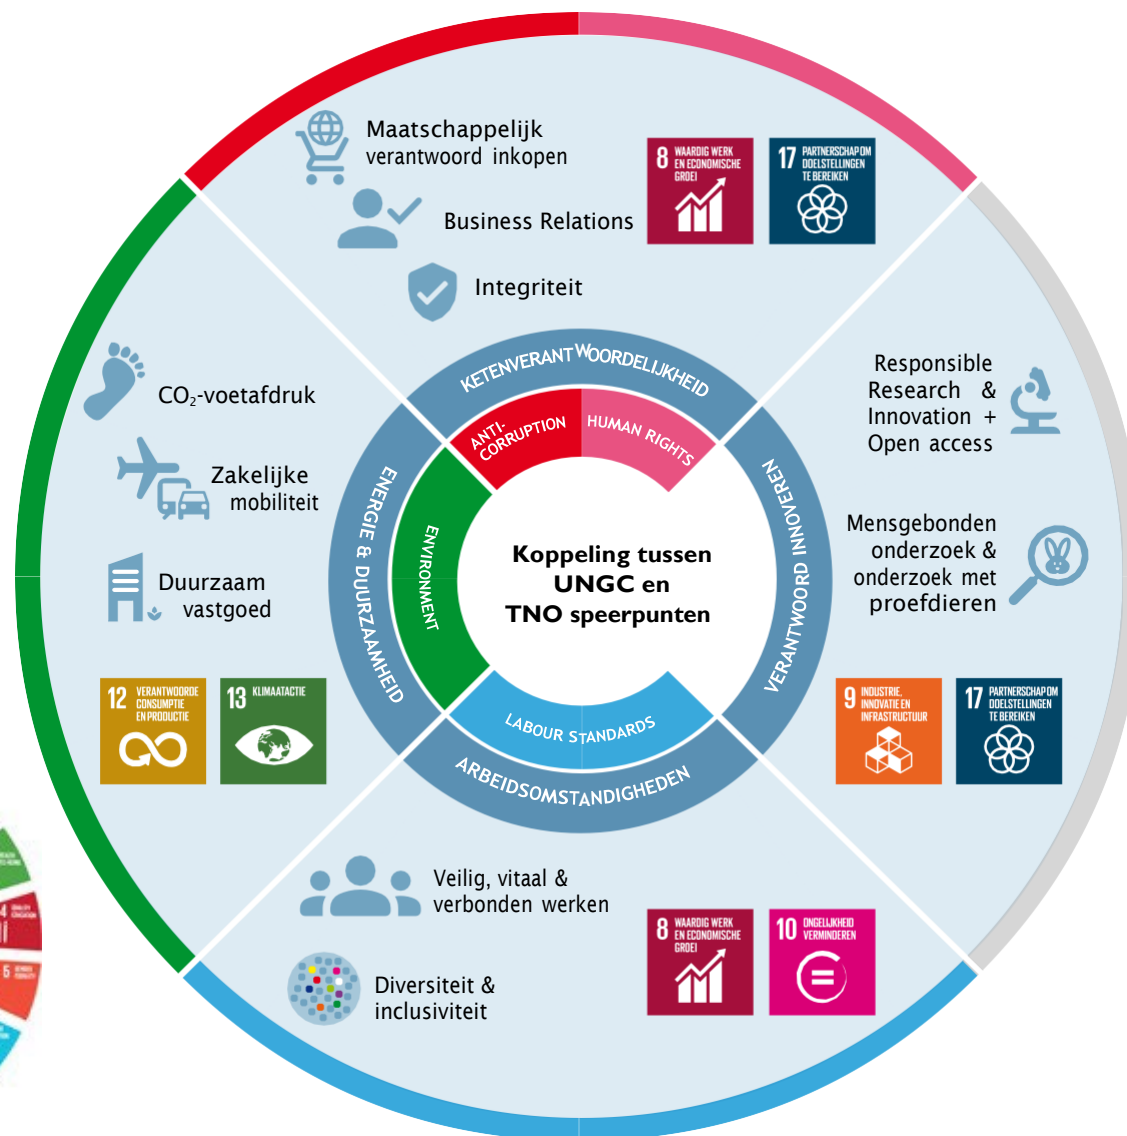 Maatschappelijk
verantwoord inkopen
Business Relations
Integriteit
8 WAARDIG WERK
EN ECONOMISCHE
GROEI
17 PARTNERSCHAP OM
DOELSTELLINGEN
TE BEREIKEN
KETENVERANTWOORDELIJKHEID
ANTI-
CORRUPTION
HUMAN RIGHTS
CO₂-voetafdruk
Zakelijke
mobiliteit
Duurzaam
vastgoed
12 VERANTWOORDE
CONSUMPTIE
EN PRODUCTIE
13 KLIMAATACTIE
ENERGIE & DUURZAAMHEID
ENVIRONMENT
Koppeling tussen
UNGC en
TNO speerpunten
VERANTWOORD INNOVEREN
Responsible
Research &
Innovation +
Open access
Mensgebonden
onderzoek &
onderzoek met
proefdieren
9 INDUSTRIE,
INNOVATIE EN
INFRASTRUCTUUR
17 PARTNERSCHAP OM
DOELSTELLINGEN
TE BEREIKEN
LABOUR STANDARDS
ARBEIDSOMSTANDIGHEDEN
Veilig, vitaal &
verbonden werken
Diversiteit &
inclusiviteit
8 WAARDIG WERK
EN ECONOMISCHE
GROEI
10 ONGELIJKHEID
VERMINDEREN
4
5